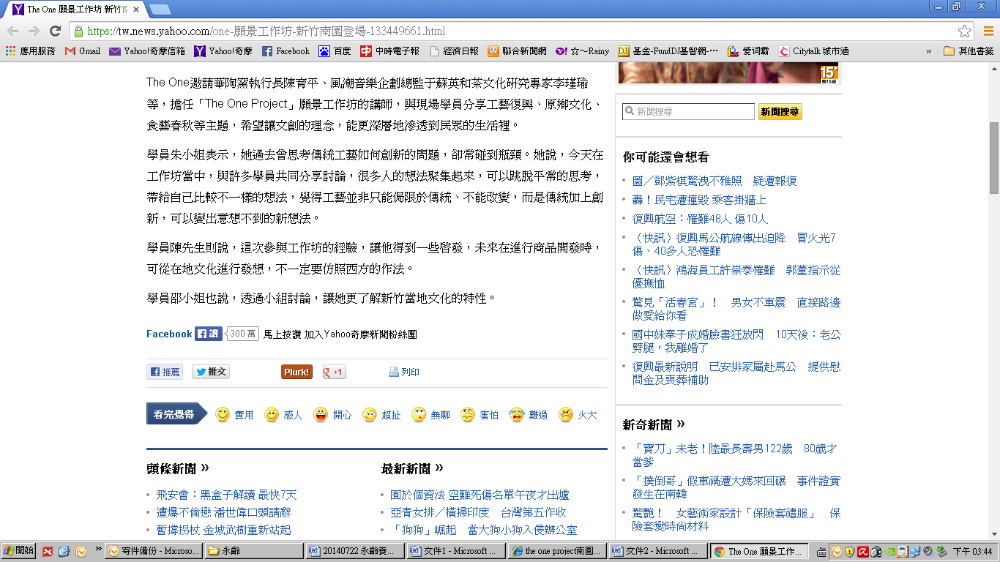 The One 願景工作坊 新竹南
https://tw.news.yahoo.com/one-願景工作坊-新竹南園登場-133449661.html
應用服務 Gmail Yahoo!奇摩信箱 Yahoo!奇摩 Facebook 百度 中時電子報 經濟日報 聯合新聞網 ☆～Rainy 基金-FundDJ基智網-… 爱词霸 Citytalk 城市通 » 其他書籤
The One邀請華陶窯執行長陳育平、風潮音樂企劃總監于蘇英和茶文化研究專家李瑾瑜
等，擔任「The One Project」願景工作坊的講師，與現場學員分享工藝復興、原鄉文化、
食藝春秋等主題，希望讓文創的理念，能更深層地滲透到民眾的生活裡。
學員朱小姐表示，她過去曾思考傳統工藝如何創新的問題，卻常碰到瓶頸。她說，今天在
工作坊當中，與許多學員共同分享討論，很多人的想法聚集起來，可以跳脫平常的思考，
帶給自己比較不一樣的想法，覺得工藝並非只能侷限於傳統、不能改變，而是傳統加上創
新，可以變出意想不到的新想法。
學員陳先生則說，這次參與工作坊的經驗，讓他得到一些啓發，未來在進行商品開發時，
可從在地文化進行發想，不一定要仿照西方的作法。
學員邵小姐也說，透過小組討論，讓她更了解新竹當地文化的特性。
Facebook 讚 300 萬 馬上按讚 加入Yahoo奇摩新聞粉絲團
推薦 推文 Plurk! +1 列印
看完覺得 實用 感人 開心 超扯 無聊 害怕 難過 火大
頭條新聞 »
飛安會：黑盒子解讀 最快7天
遭爆不倫戀 潘世偉口頭請辭
暫撐拐杖 金城武樹重新站起
最新新聞 »
囿於個資法 空難死傷名單午夜才出爐
亞青女排／橫掃印度 台灣第五作收
「狗狗」崛起 當大狗小狗入侵辦公室
15+
新聞搜尋 新聞搜尋
你可能還會想看
圖／鄧紫棋驚洩不雅照 疑遭報復
轟！民宅遭撞毀 乘客掛牆上
復興航空：罹難48人 傷10人
〈快訊〉復興馬公航線傳出迫降 冒火光7
傷、40多人恐罹難
〈快訊〉鴻海員工許崇泰罹難 郭董指示從
優撫恤
驚見「活春宮」！ 男女不車震 直接路邊
做愛給你看
國中妹奉子成婚臉書狂放閃 10天後：老公
劈腿，我離婚了
復興最新說明 已安排家屬赴馬公 提供慰
問金及喪葬補助
新奇新聞 »
「寶刀」未老！陸最長壽男122歲 80歲才
當爹
「撲倒哥」假車禍遭大媽來回碾 事件證實
發生在南韓
驚艷！ 女藝術家設計「保險套禮服」 保
險套變時尚材料
開始 » 寄件備份 - Microso... 永齡 20140722 永齡養... 文件1 - Microsoft ... the one project南園... 文件2 - Microsoft ... The One 願景工作... 下午 03:44